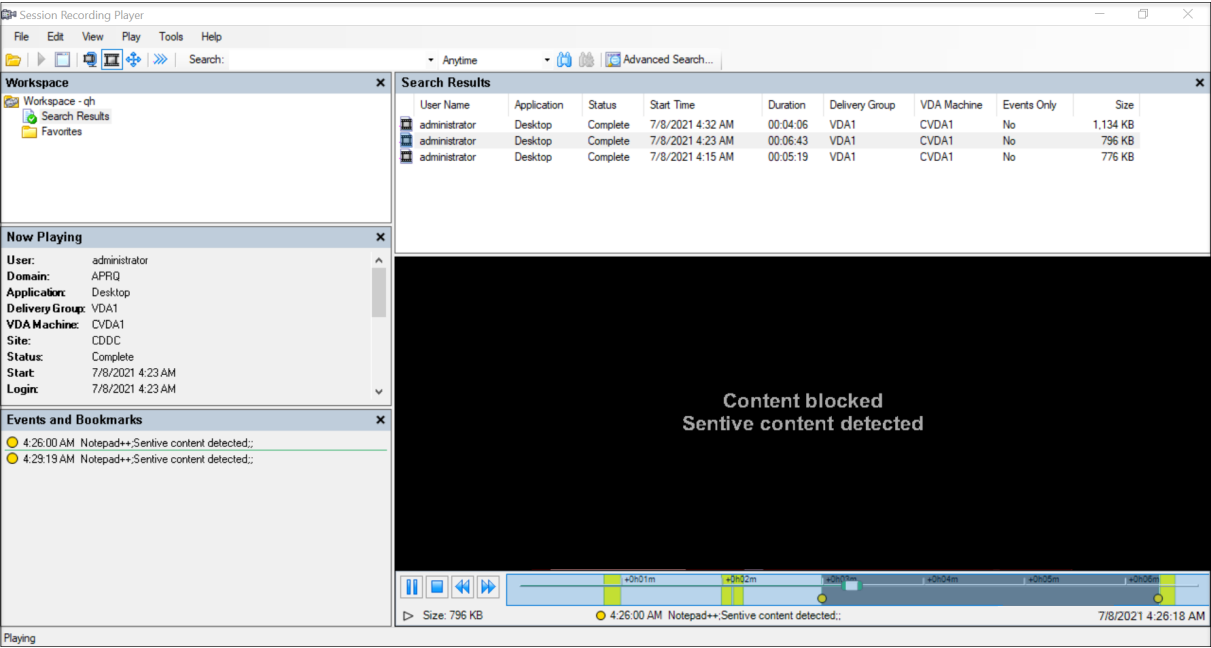 Session Recording Player
File Edit View Play Tools Help
Search: Anytime Advanced Search...
Workspace
Workspace - qh
Search Results
Favorites
Search Results
User Name Application Status Start Time Duration Delivery Group VDA Machine Events Only Size
administrator Desktop Complete 7/8/2021 4:32 AM 00:04:06 VDA1 CVDA1 No 1,134 KB
administrator Desktop Complete 7/8/2021 4:23 AM 00:06:43 VDA1 CVDA1 No 796 KB
administrator Desktop Complete 7/8/2021 4:15 AM 00:05:19 VDA1 CVDA1 No 776 KB
Now Playing
User: administrator
Domain: APRQ
Application: Desktop
Delivery Group: VDA1
VDA Machine: CVDA1
Site: CDDC
Status: Complete
Start: 7/8/2021 4:23 AM
Login: 7/8/2021 4:23 AM
Events and Bookmarks
4:26:00 AM Notepad++;Sentive content detected;;
4:29:19 AM Notepad++;Sentive content detected;;
Content blocked
Sentive content detected
+0h01m +0h02m +0h03m +0h04m +0h05m +0h06m
Size: 796 KB 4:26:00 AM Notepad++;Sentive content detected;; 7/8/2021 4:26:18 AM
Playing